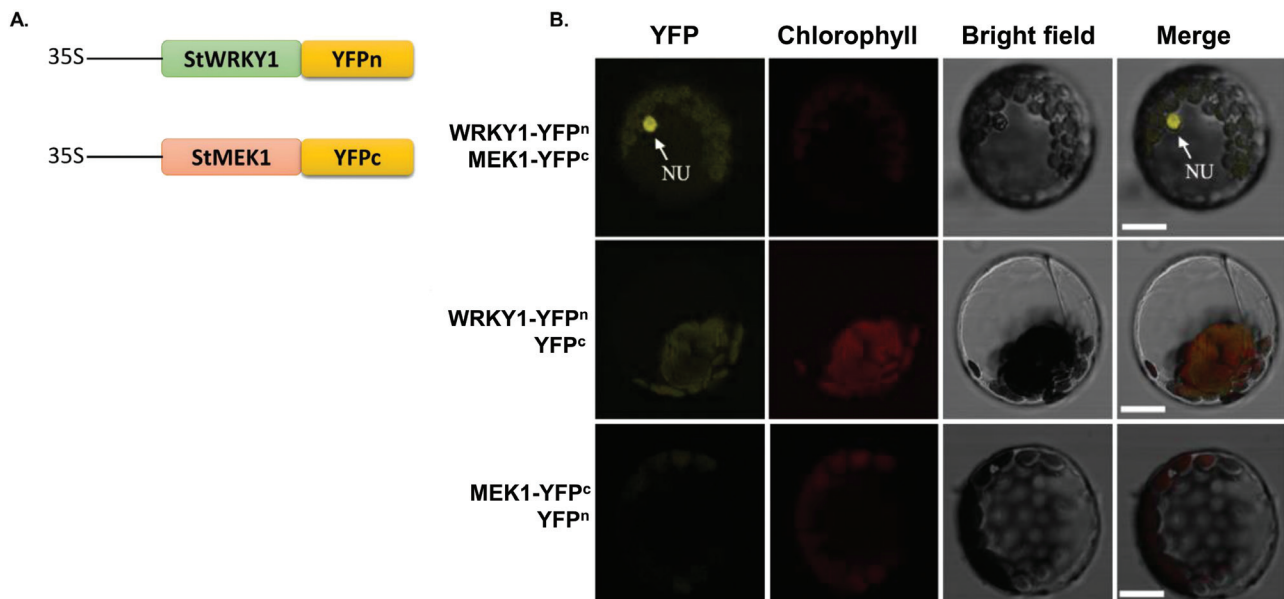 A.
35S
StWRKY1
YFPn
35S
StMEK1
YFPc
B.
YFP
Chlorophyll
Bright field
Merge
WRKY1-YFPⁿ
MEK1-YFPᶜ
NU
NU
WRKY1-YFPⁿ
YFPᶜ
MEK1-YFPᶜ
YFPⁿ